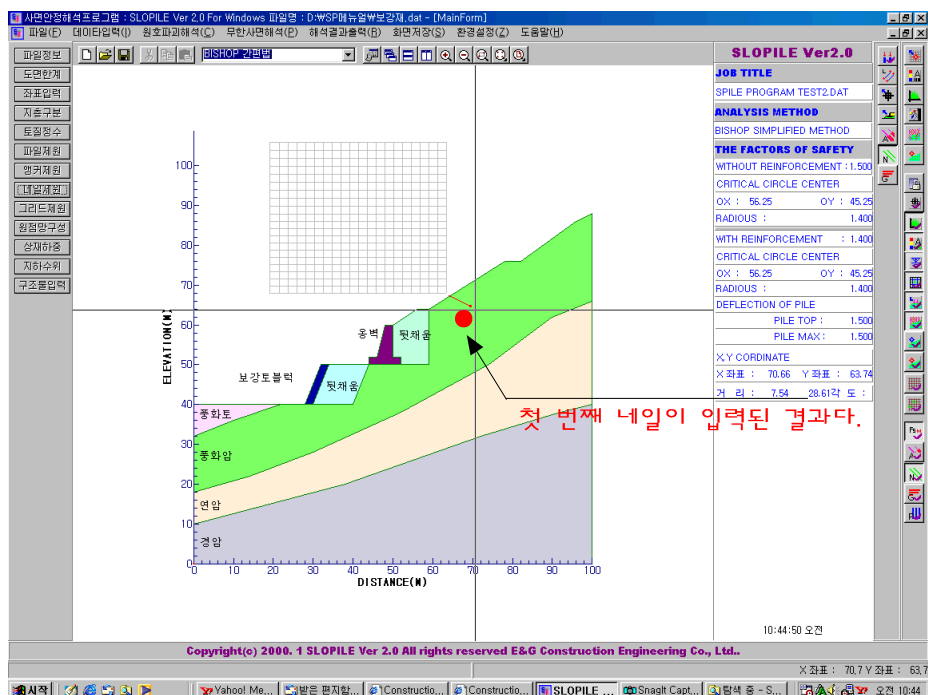 사면안정해석프로그램 : SLOPILE Ver 2,0 For Windows 파일명 : D:₩SP메뉴얼₩보강재.dat - [MainForm]
파일(F) 데이타입력(I) 원호파괴해석(C) 무한사면해석(P) 해석결과출력(R) 화면저장(S) 환경설정(Z) 도움말(H)
BISHOP 간편법
파일정보
도면한계
좌표입력
지층구분
토질정수
파일제원
앵커제원
네일제원
그리드제원
원점망구성
상재하중
지하수위
구조물입력
SLOPILE Ver2.0
JOB TITLE
SPILE PROGRAM TEST2.DAT
ANALYSIS METHOD
BISHOP SIMPLIFIED METHOD
THE FACTORS OF SAFETY
WITHOUT REINFORCEMENT : 1.500
CRITICAL CIRCLE CENTER
OX : 56.25 OY : 45.25
RADIOUS : 1.400
WITH REINFORCEMENT : 1.400
CRITICAL CIRCLE CENTER
OX : 56.25 OY : 45.25
RADIOUS : 1.400
DEFLECTION OF PILE
PILE TOP : 1.500
PILE MAX : 1.500
X,Y CORDINATE
X 좌표 : 70.66 Y 좌표 : 63.74
거 리 : 7.54 28.61각 도 :
100
90
80
70
60
50
40
30
20
10
0
ELEVATION(M)
옹벽
뒷채움
보강토블럭
뒷채움
풍화토
풍화암
연암
경암
첫 번째 네일이 입력된 결과다.
0 10 20 30 40 50 60 70 80 90 100
DISTANCE(M)
10:44:50 오전
Copyright(c) 2000. 1 SLOPILE Ver 2.0 All rights reserved E&G Construction Engineering Co., Ltd..
X 좌표 : 70,7 Y 좌표 : 63,7
시작
Yahoo! Me...
받은 편지함...
Constructio...
Constructio...
SLOPILE ...
SnagIt Capt...
탐색 중 - S...
오전 10:44